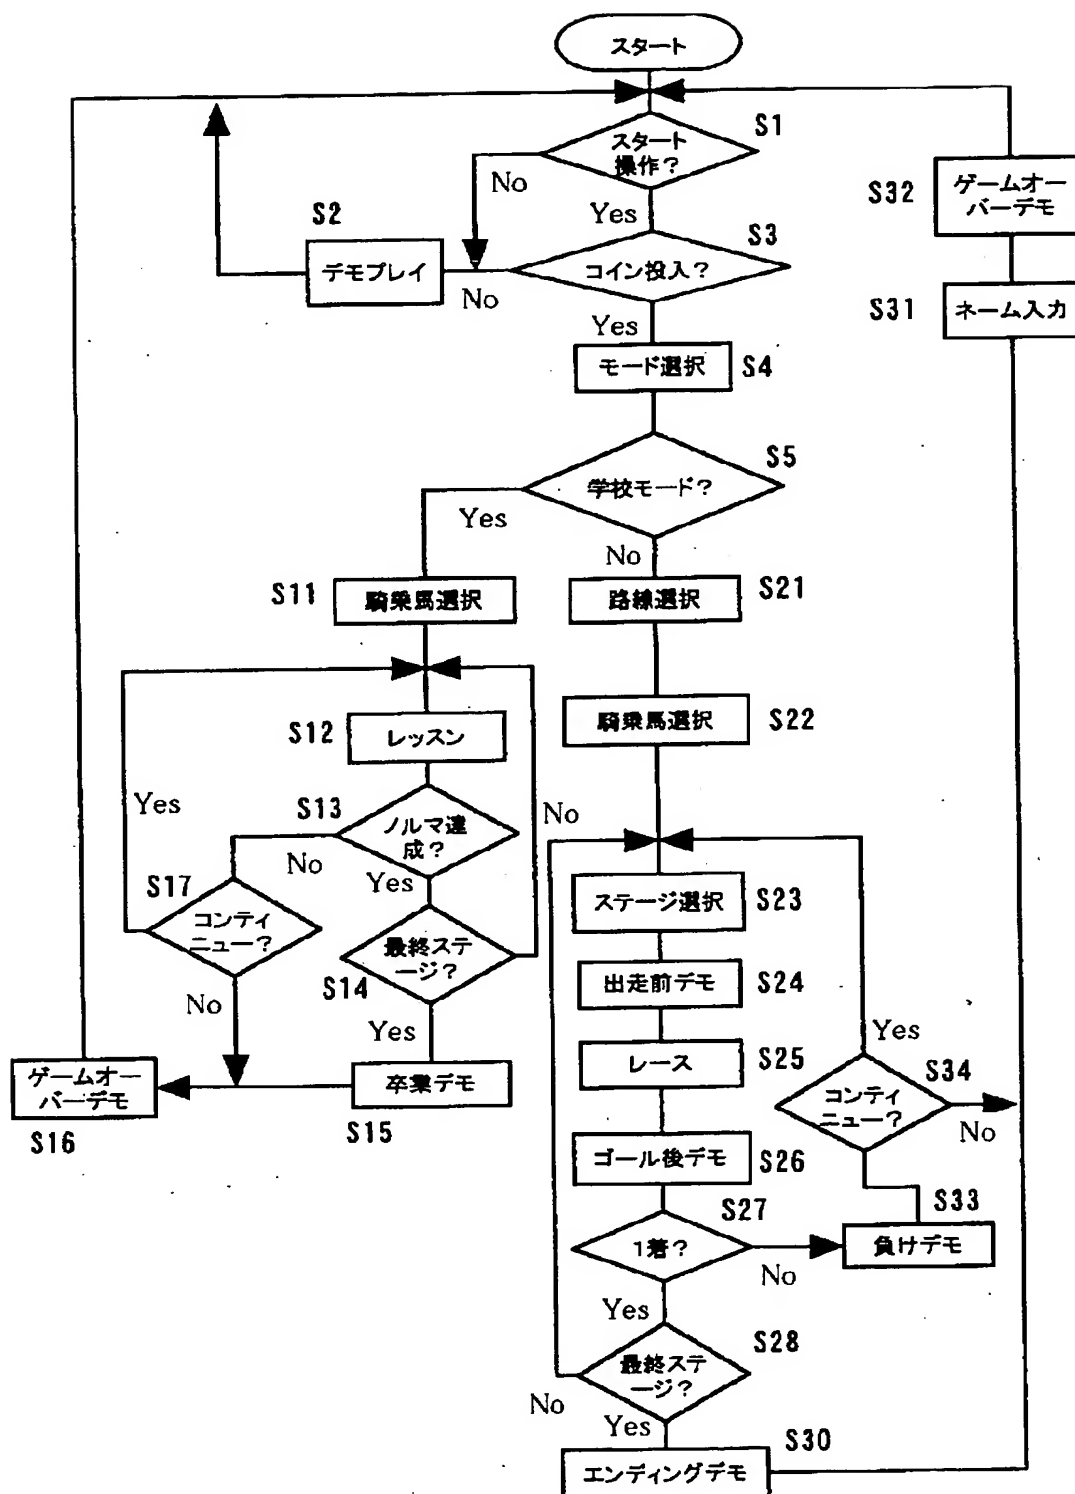 スタート
S1
スタート
操作？
No
Yes
S2
デモプレイ
S3
コイン投入？
No
Yes
S32
ゲームオー
バーデモ
S31
ネーム入力
モード選択
S4
S5
学校モード？
Yes
No
S11
騎乗馬選択
路線選択
S21
S12
レッスン
騎乗馬選択
S22
S13
ノルマ達
成？
Yes
No
Yes
No
S17
コンティ
ニュー？
No
最終ステ
ージ？
S14
Yes
ゲームオー
バーデモ
S16
卒業デモ
S15
ステージ選択
S23
出走前デモ
S24
レース
S25
ゴール後デモ
S26
S27
1着？
No
Yes
S28
最終ステ
ージ？
No
Yes
S30
エンディングデモ
Yes
S34
コンティ
ニュー？
No
S33
負けデモ